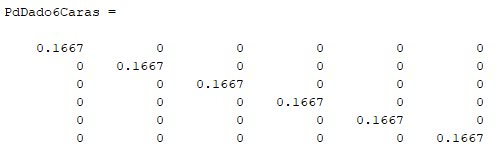 PdDado6Caras =
0.1667 0 0 0 0 0
0 0.1667 0 0 0 0
0 0 0.1667 0 0 0
0 0 0 0.1667 0 0
0 0 0 0 0.1667 0
0 0 0 0 0 0.1667